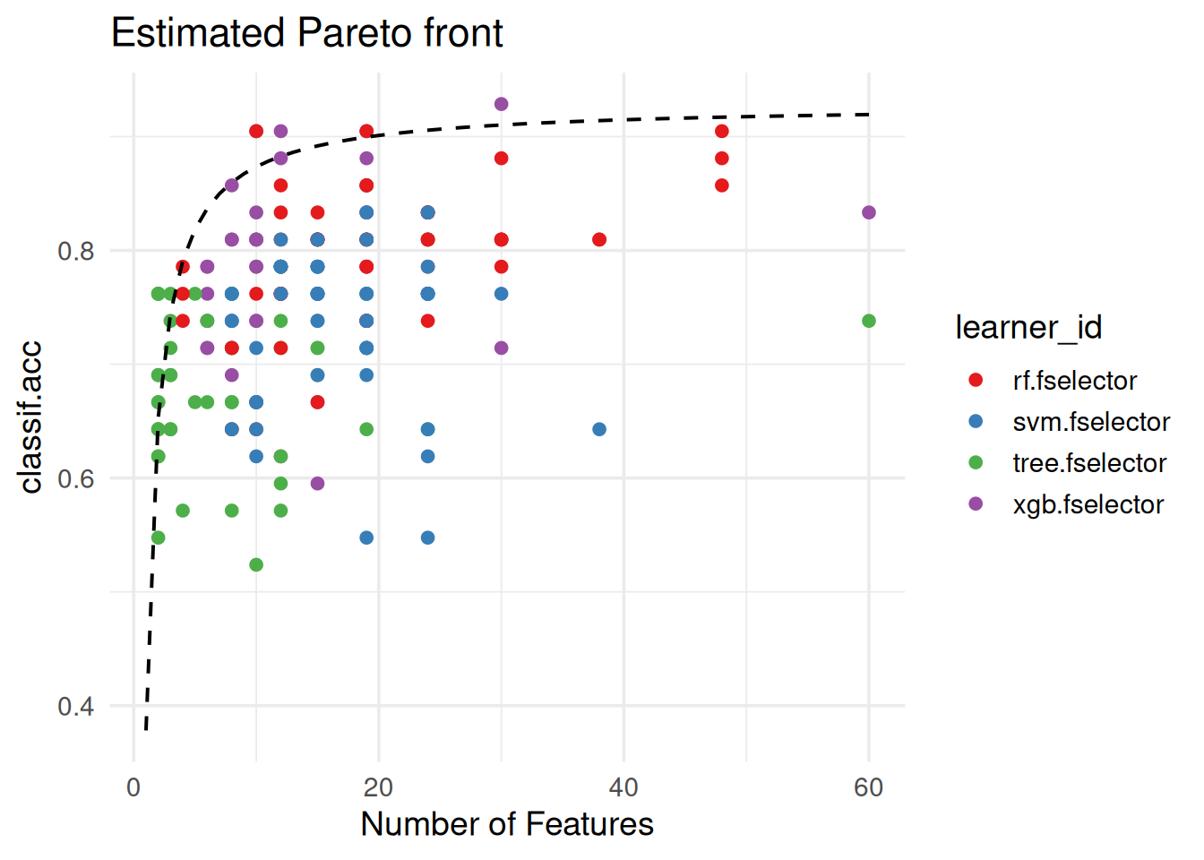 Estimated Pareto front
classif.acc
0.8
0.6
0.4
0
20
40
60
Number of Features
learner_id
rf.fselector
svm.fselector
tree.fselector
xgb.fselector